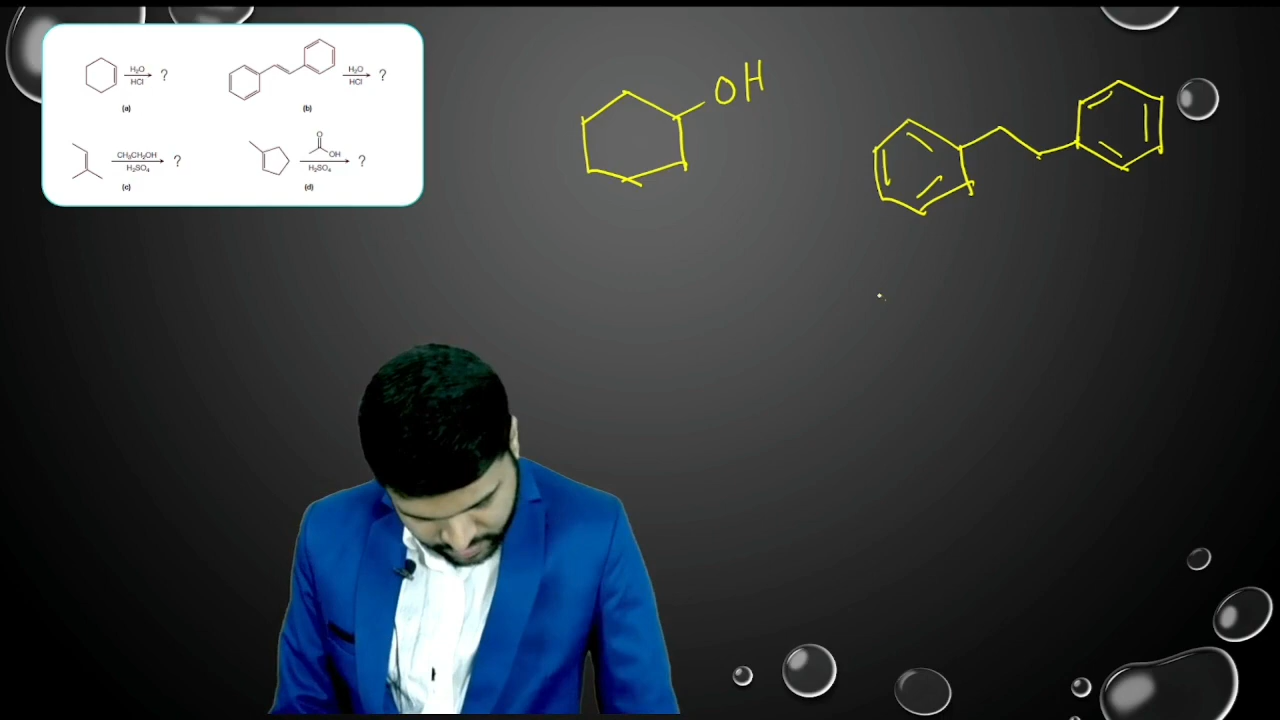 H₂O
HCl
?
(a)
H₂O
HCl
?
(b)
CH₃CH₂OH
H₂SO₄
?
(c)
O
OH
H₂SO₄
?
(d)
OH